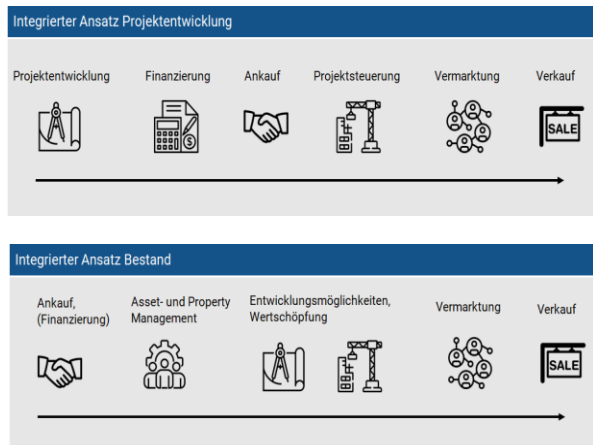 Integrierter Ansatz Projektentwicklung
Projektentwicklung Finanzierung Ankauf Projektsteuerung Vermarktung Verkauf
$
SALE
Integrierter Ansatz Bestand
Ankauf,
(Finanzierung)
Asset- und Property
Management
Entwicklungsmöglichkeiten,
Wertschöpfung
Vermarktung
Verkauf
SALE